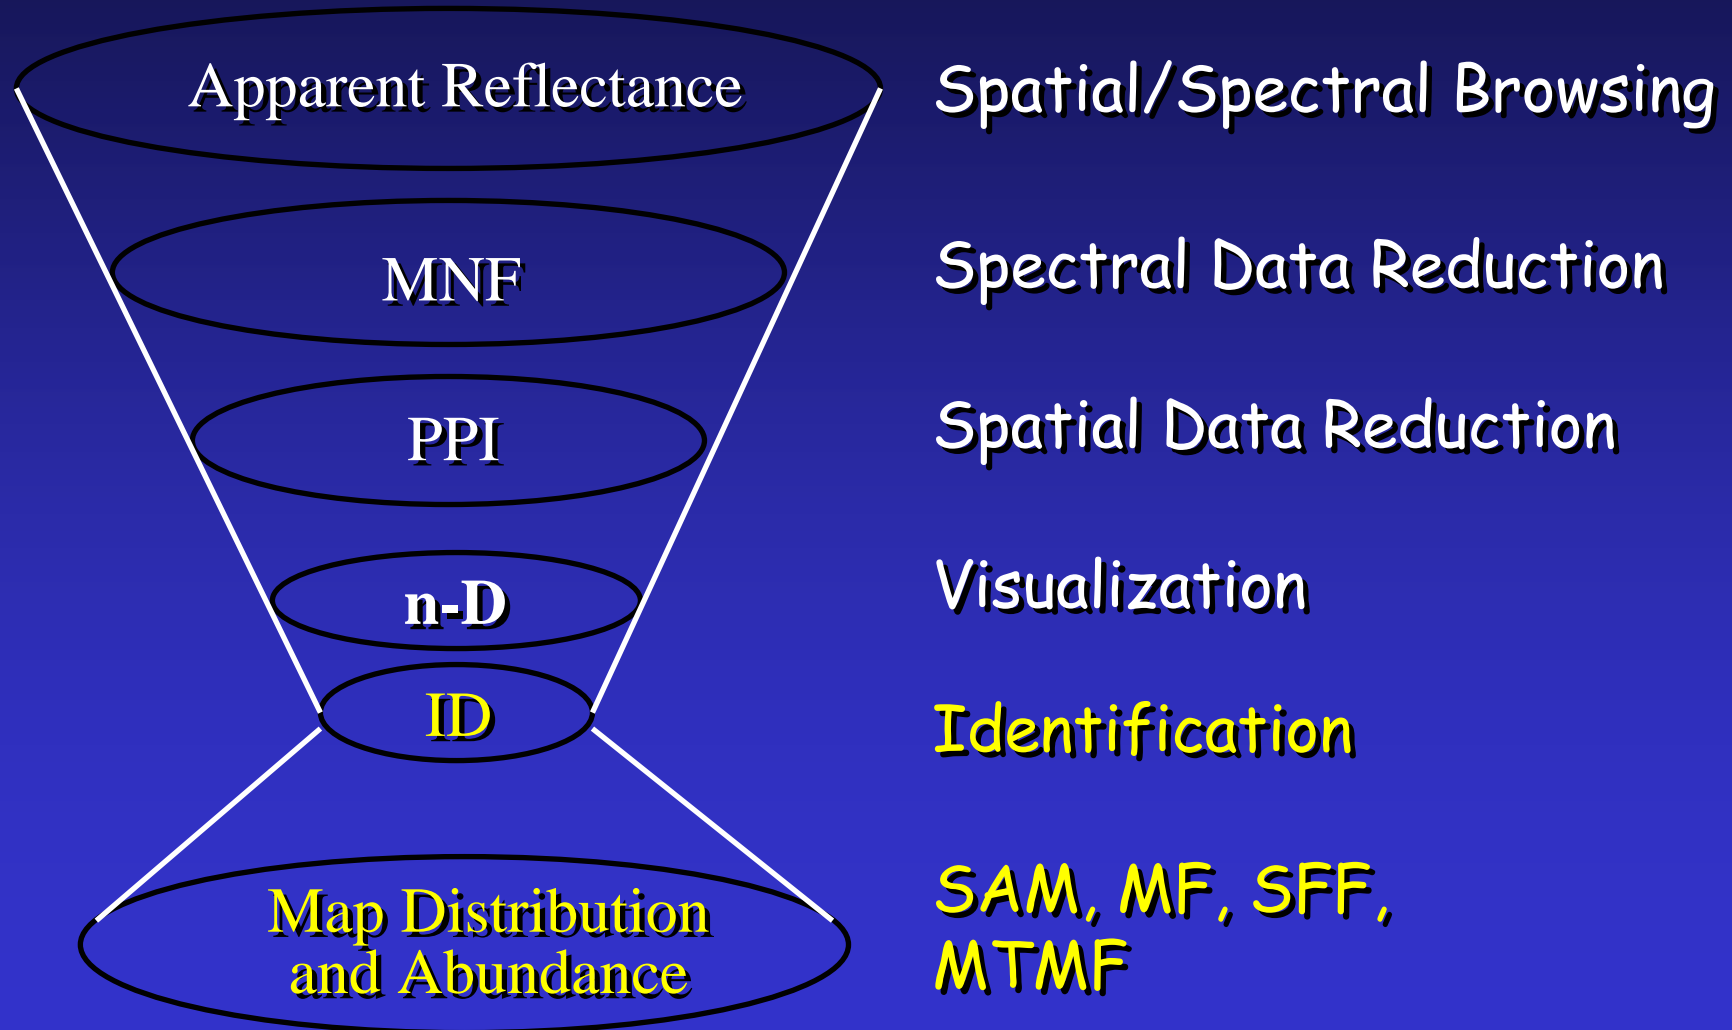 Apparent Reflectance
Spatial/Spectral Browsing
MNF
Spectral Data Reduction
PPI
Spatial Data Reduction
n-D
Visualization
ID
Identification
Map Distribution
and Abundance
SAM, MF, SFF,
MTMF